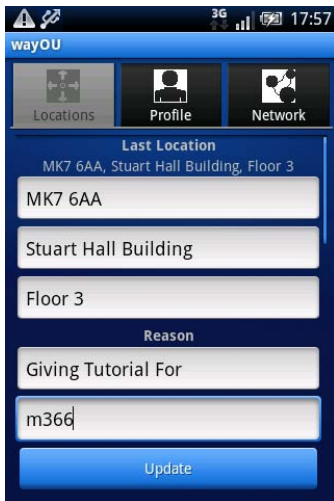 3G 17:57
wayOU
Locations Profile Network
Last Location
MK7 6AA, Stuart Hall Building, Floor 3
MK7 6AA
Stuart Hall Building
Floor 3
Reason
Giving Tutorial For
m366
Update